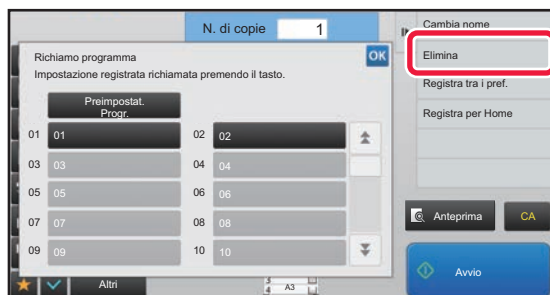 N. di copie 1
Richiamo programma
OK
Impostazione registrata richiamata premendo il tasto.
Preimpostat.
Progr.
01 01
02 02
03 03
04 04
05 05
06 06
07 07
08 08
09 09
10 10
Altri
4 A3
Cambia nome
Elimina
Registra tra i pref.
Registra per Home
Anteprima
CA
Avvio